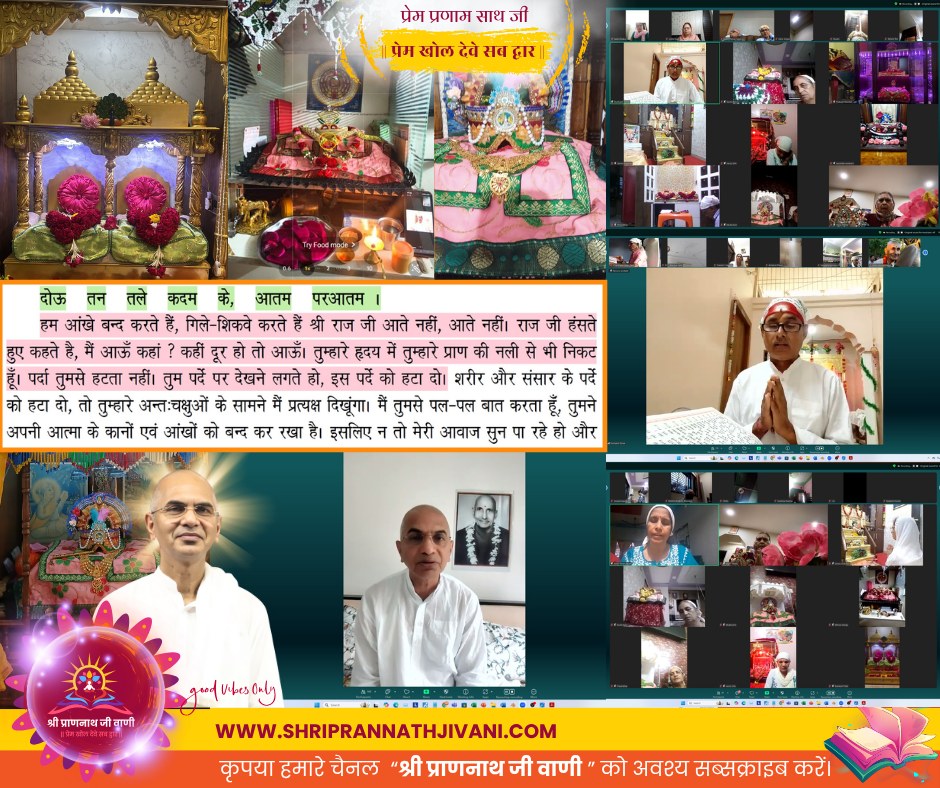 प्रेम प्रणाम साथ जी
॥ प्रेम खोल देवे सब द्वार ॥
Try Food mode >
दोऊ तन तले कदम के, आतम परआतम ।
हम आंखे बन्द करते हैं, गिले-शिकवे करते हैं श्री राज जी आते नहीं, आते नहीं। राज जी हंसते
हुए कहते है, मैं आऊँ कहां ? कहीं दूर हो तो आऊँ। तुम्हारे हृदय में तुम्हारे प्राण की नली से भी निकट
हूँ। पर्दा तुमसे हटता नहीं। तुम पर्दे पर देखने लगते हो, इस पर्दे को हटा दो। शरीर और संसार के पर्दे
को हटा दो, तो तुम्हारे अन्तःचक्षुओं के सामने मैं प्रत्यक्ष दिखूंगा। मैं तुमसे पल-पल बात करता हूँ, तुमने
अपनी आत्मा के कानों एवं आंखों को बन्द कर रखा है। इसलिए न तो मेरी आवाज सुन पा रहे हो और
good Vibes Only
श्री प्राणनाथ जी वाणी
॥ प्रेम खोल देवे सब द्वार ॥
WWW.SHRIPRANNATHJIVANI.COM
कृपया हमारे चैनल “श्री प्राणनाथ जी वाणी ” को अवश्य सब्सक्राइब करें।